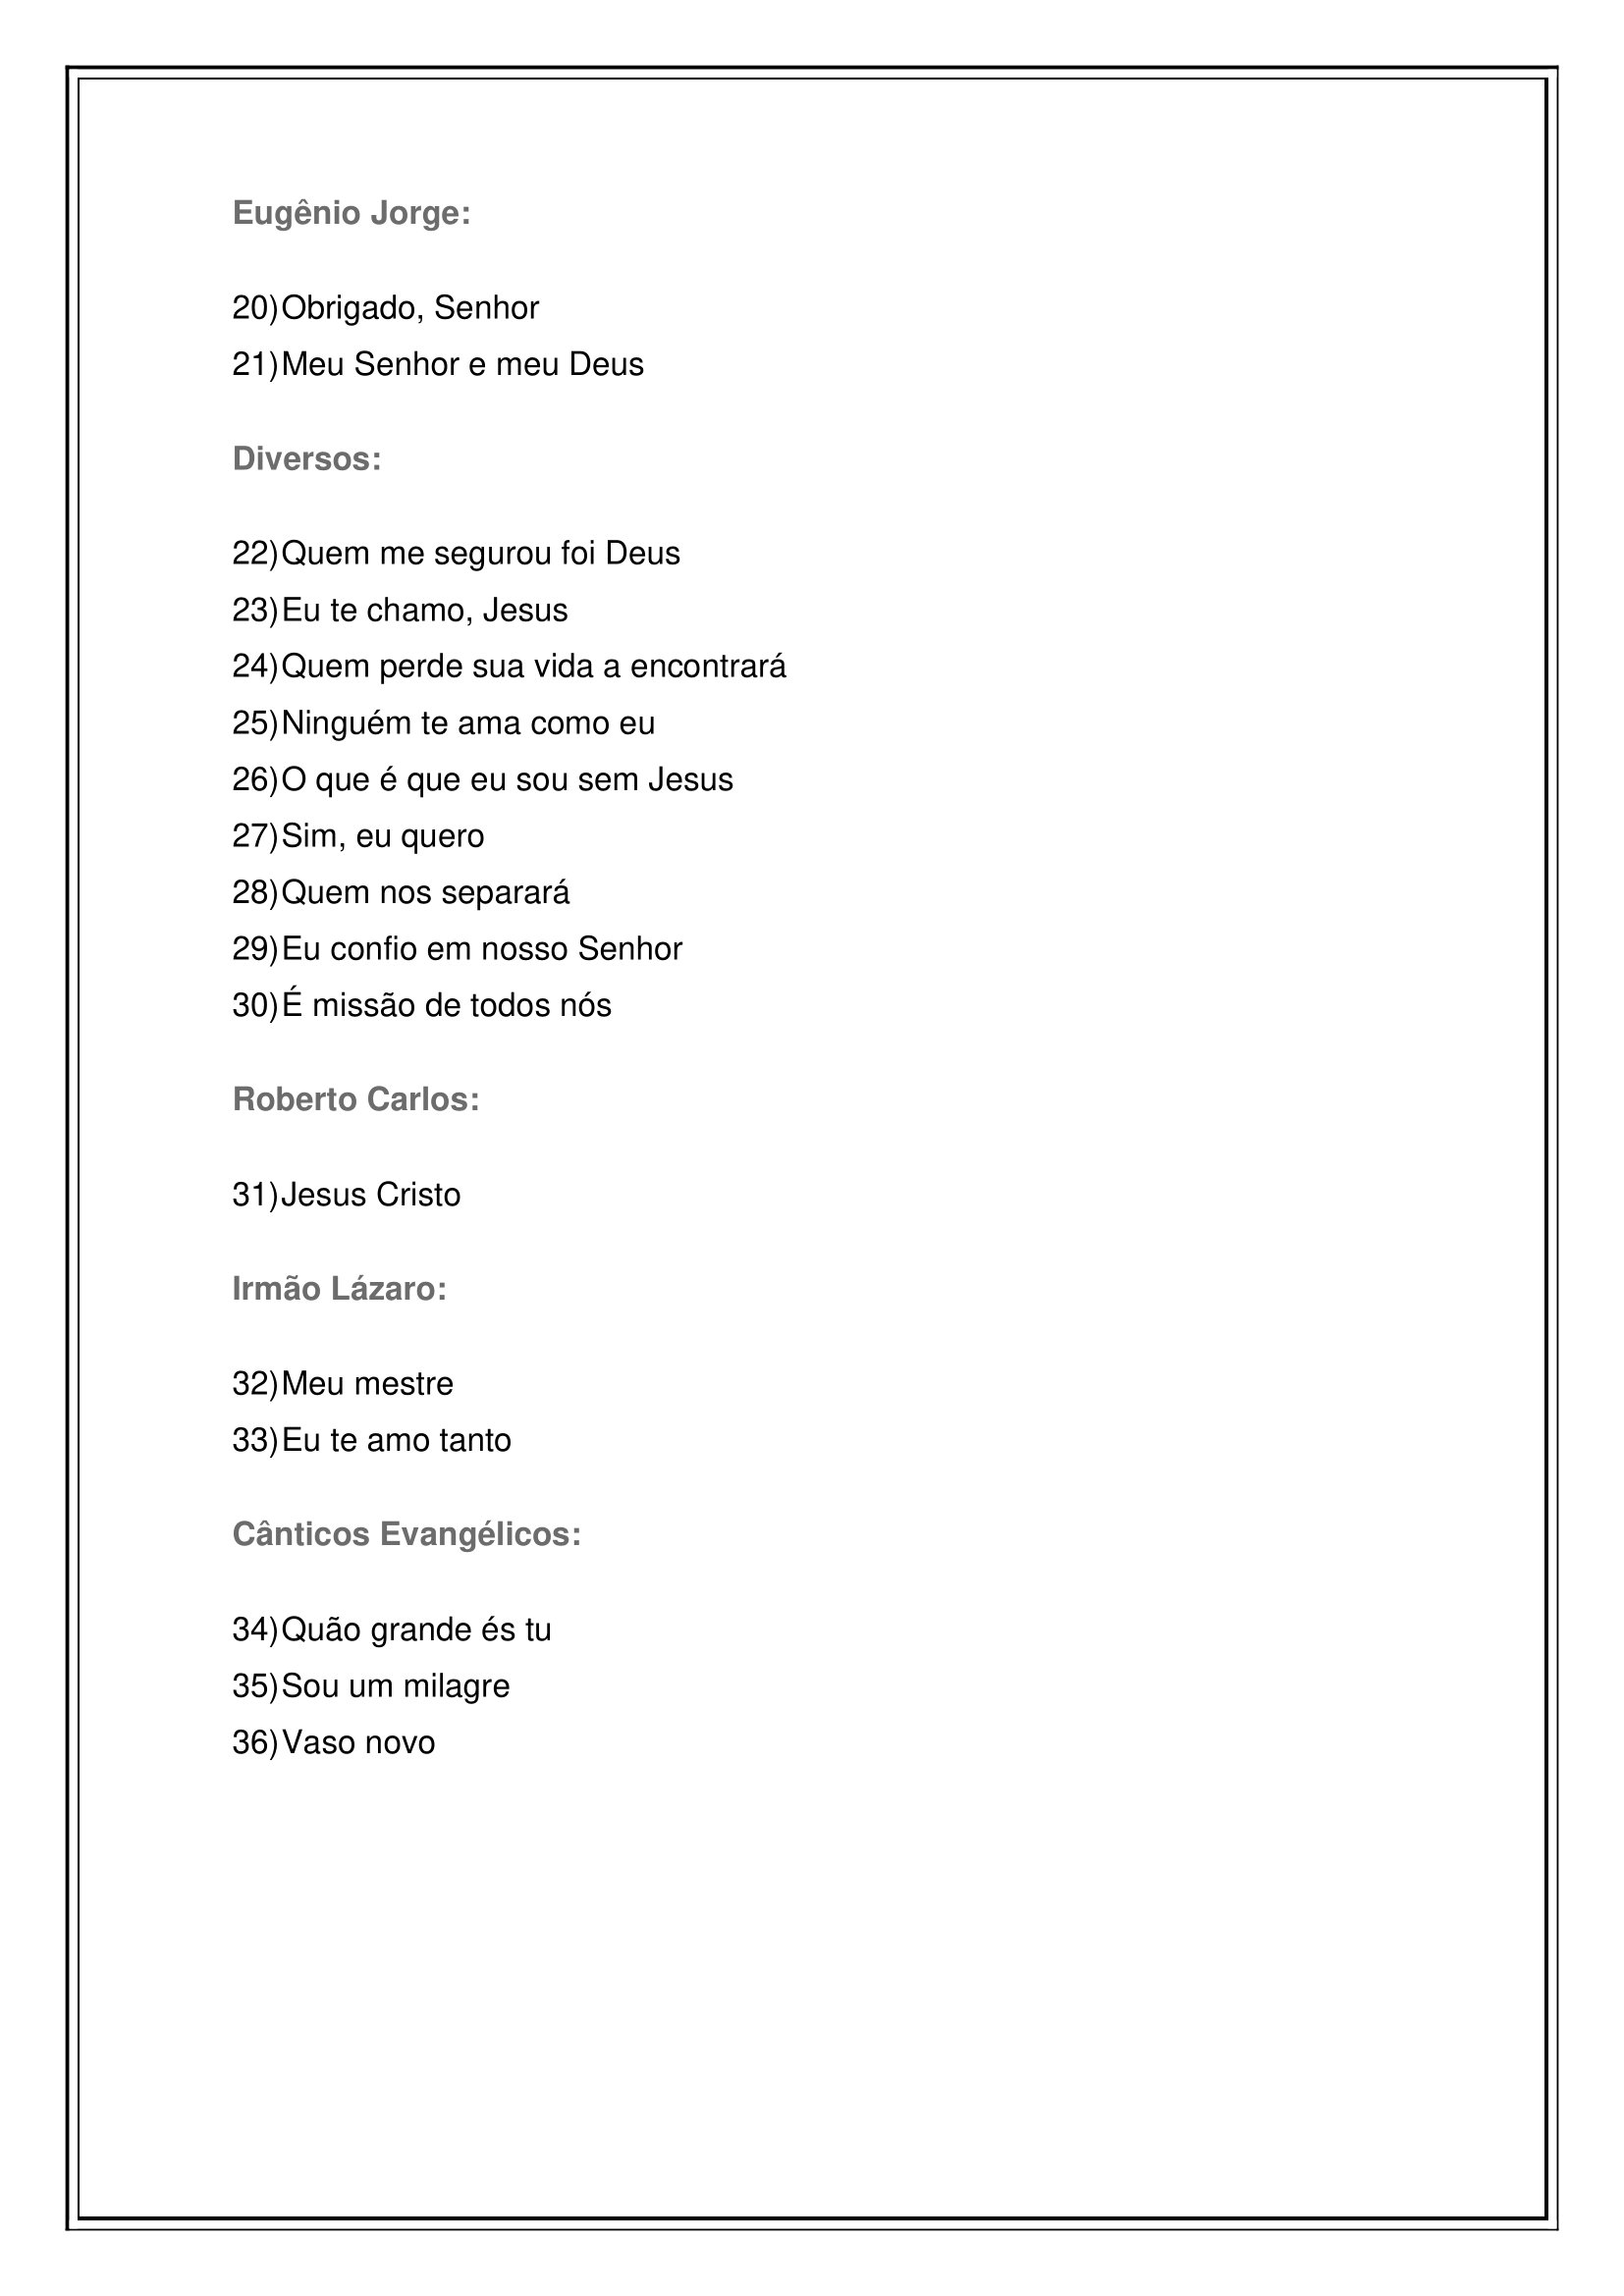 Eugênio Jorge:
20)Obrigado, Senhor
21)Meu Senhor e meu Deus
Diversos:
22)Quem me segurou foi Deus
23)Eu te chamo, Jesus
24)Quem perde sua vida a encontrará
25)Ninguém te ama como eu
26)O que é que eu sou sem Jesus
27)Sim, eu quero
28)Quem nos separará
29)Eu confio em nosso Senhor
30)É missão de todos nós
Roberto Carlos:
31)Jesus Cristo
Irmão Lázaro:
32)Meu mestre
33)Eu te amo tanto
Cânticos Evangélicos:
34)Quão grande és tu
35)Sou um milagre
36)Vaso novo